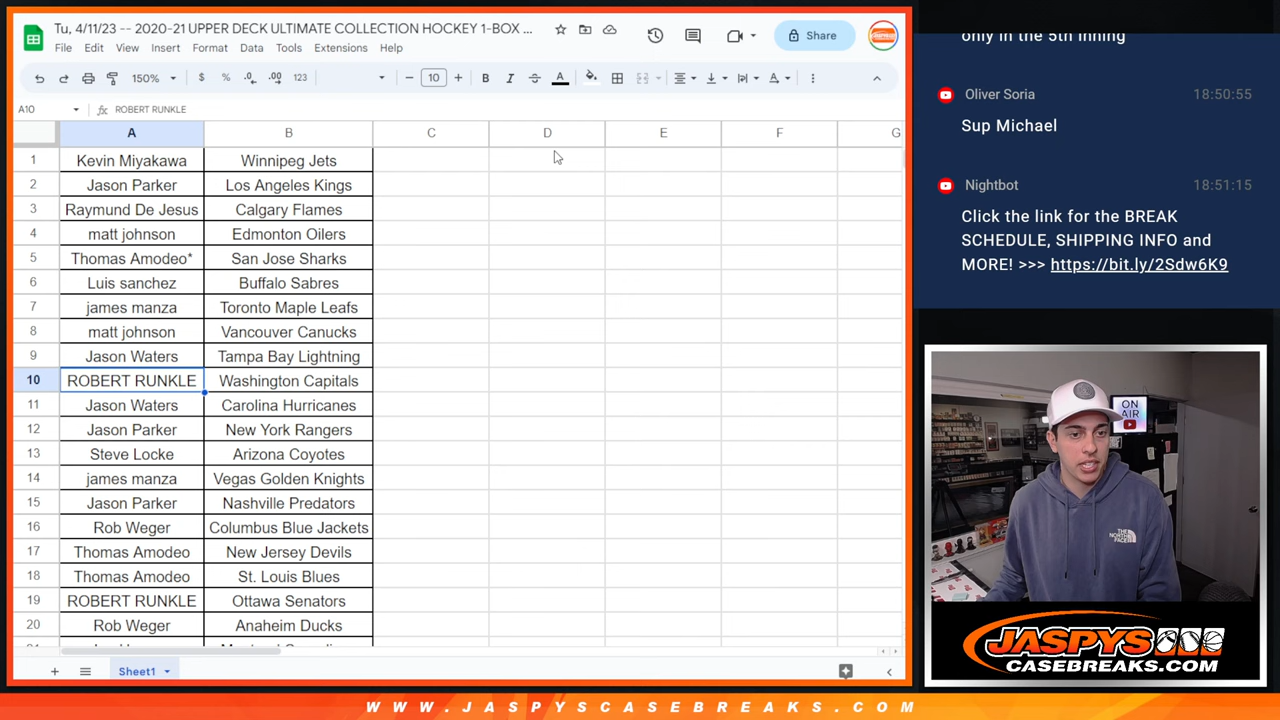 Tu, 4/11/23 -- 2020-21 UPPER DECK ULTIMATE COLLECTION HOCKEY 1-BOX ...
File Edit View Insert Format Data Tools Extensions Help
Share
150% $ % .0 .00 123 10 B I A A
A10 fx ROBERT RUNKLE
A B C D E F G
1 Kevin Miyakawa Winnipeg Jets
2 Jason Parker Los Angeles Kings
3 Raymund De Jesus Calgary Flames
4 matt johnson Edmonton Oilers
5 Thomas Amodeo* San Jose Sharks
6 Luis sanchez Buffalo Sabres
7 james manza Toronto Maple Leafs
8 matt johnson Vancouver Canucks
9 Jason Waters Tampa Bay Lightning
10 ROBERT RUNKLE Washington Capitals
11 Jason Waters Carolina Hurricanes
12 Jason Parker New York Rangers
13 Steve Locke Arizona Coyotes
14 james manza Vegas Golden Knights
15 Jason Parker Nashville Predators
16 Rob Weger Columbus Blue Jackets
17 Thomas Amodeo New Jersey Devils
18 Thomas Amodeo St. Louis Blues
19 ROBERT RUNKLE Ottawa Senators
20 Rob Weger Anaheim Ducks
Sheet1
only in the 5th inning
Oliver Soria 18:50:55
Sup Michael
Nightbot 18:51:15
Click the link for the BREAK
SCHEDULE, SHIPPING INFO and
MORE! >>> https://bit.ly/2Sdw6K9
ON
AIR
THE
NORTH
FACE
JASPYS
CASEBREAKS.COM
WWW.JASPYSCASEBREAKS.COM